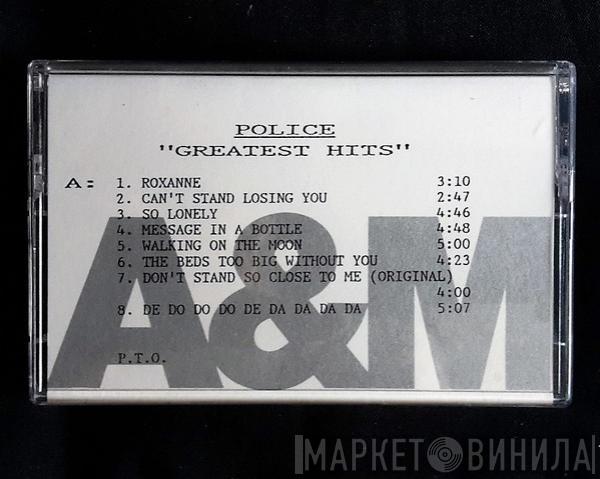 POLICE
"GREATEST HITS"
A: 1. ROXANNE 3:10
2. CAN'T STAND LOSING YOU 2:47
3. SO LONELY 4:46
4. MESSAGE IN A BOTTLE 4:48
5. WALKING ON THE MOON 5:00
6. THE BEDS TOO BIG WITHOUT YOU 4:23
7. DON'T STAND SO CLOSE TO ME (ORIGINAL)
4:00
8. DE DO DO DO DE DA DA DA DA 5:07
A&M
P.T.O.
МАРКЕТ ВИНИЛА